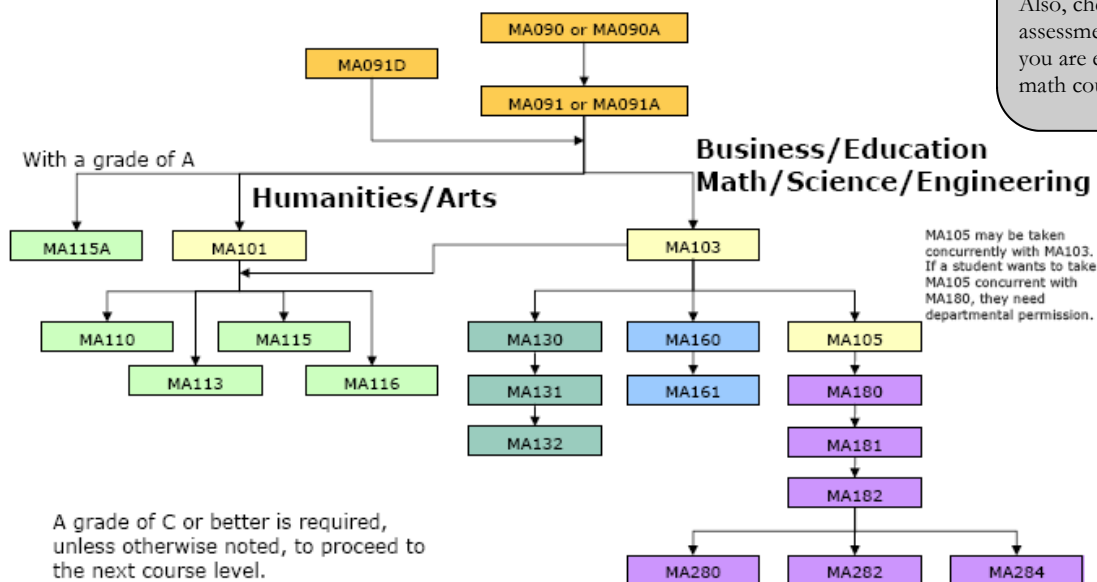 Also, che
assessme
you are e
math cou
MA090 or MA090A
MA091D
MA091 or MA091A
With a grade of A
Humanities/Arts
Business/Education
Math/Science/Engineering
MA115A
MA101
MA103
MA105 may be taken
concurrently with MA103.
If a student wants to take
MA105 concurrent with
MA180, they need
departmental permission.
MA110
MA115
MA113
MA116
MA130
MA160
MA105
MA131
MA161
MA180
MA132
MA181
MA182
A grade of C or better is required,
unless otherwise noted, to proceed to
the next course level.
MA280
MA282
MA284